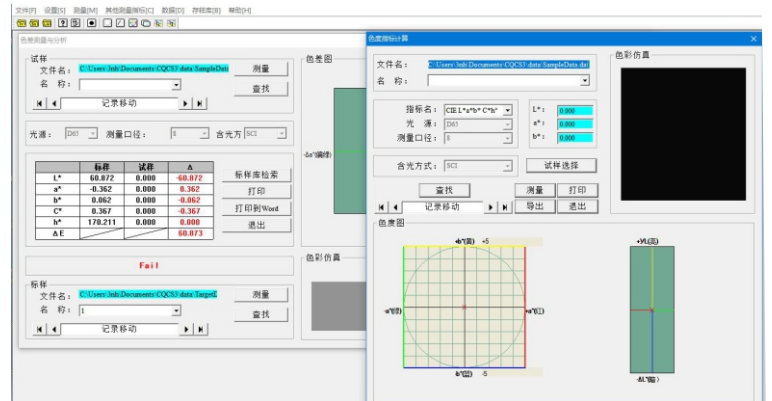 文件[F] 设置[S] 测量[M] 其他测量指标[C] 数据[D] 存样库[B] 帮助[H]
色差测量与分析
试样
文件名： C:\Users\Jnh\Documents\CQCS3\data\SampleData 测量
名 称： 查找
记录移动
光源： D65 测量口径： 8 含光方 SCI
标样 试样 Δ
L* 60.872 0.000 -60.872
a* -0.362 0.000 0.362
b* 0.062 0.000 -0.062
C* 0.367 0.000 -0.367
h* 170.211 0.000 0.000
ΔE 60.873
标样库检索
打印
打印到Word
退出
Fail
标样
文件名： C:\Users\Jnh\Documents\CQCS3\data\TargetD 测量
名 称： 1 查找
记录移动
色差图
-Δa*(偏绿)
色彩仿真
色度指标计算
文件名： C:\Users\Jnh\Documents\CQCS3\data\SampleData.dat
名 称：
指标名： CIE L*a*b* C*h*
光 源： D65
测量口径： 8
L*： 0.000
a*： 0.000
b*： 0.000
含光方式： SCI 试样选择
查找 测量 打印
记录移动 导出 退出
色彩仿真
色度图
+b*(黄) +5
+a*(红)
b*(蓝) -5